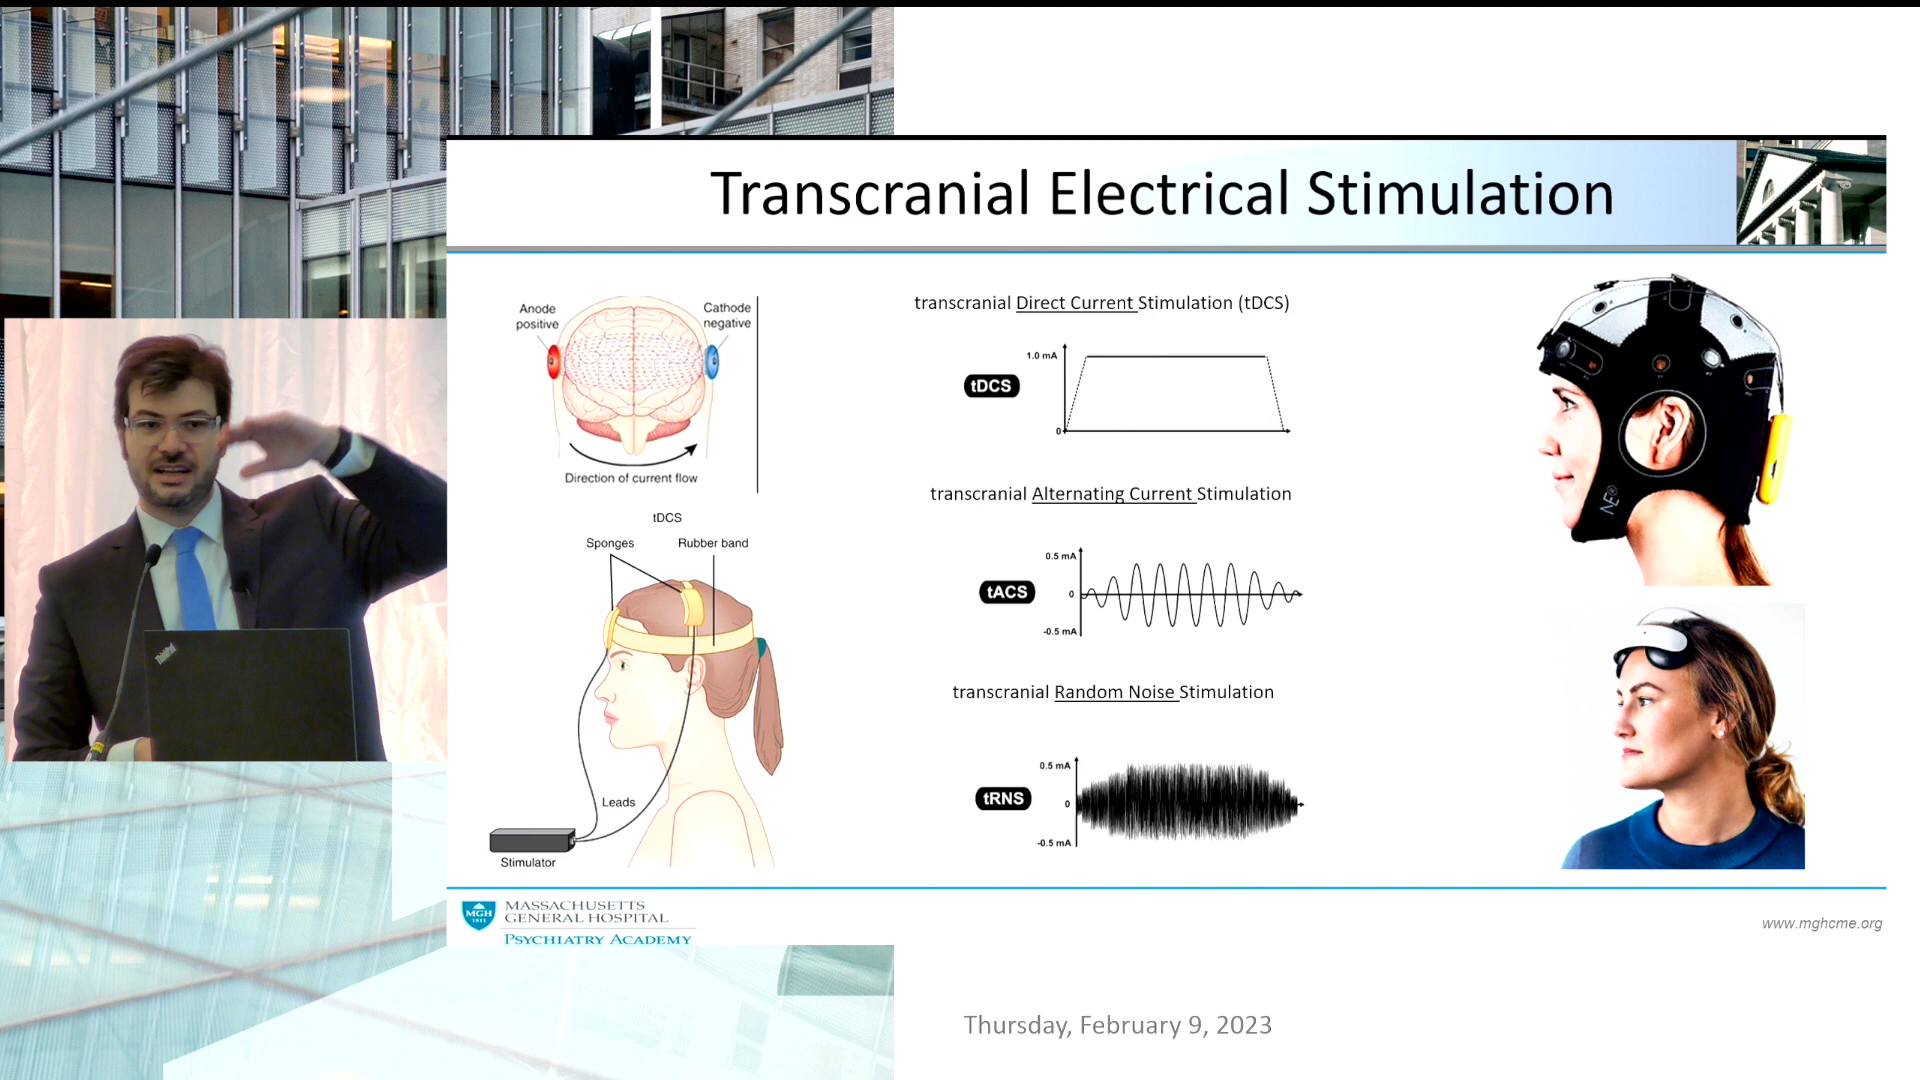 Transcranial Electrical Stimulation
Anode
positive
Cathode
negative
Direction of current flow
tDCS
Sponges
Rubber band
Leads
Stimulator
transcranial Direct Current Stimulation (tDCS)
1.0 mA
tDCS
0
transcranial Alternating Current Stimulation
0.5 mA
tACS
0
-0.5 mA
transcranial Random Noise Stimulation
0.5 mA
tRNS
0
-0.5 mA
NE
ThinkPad
MGH
1811
MASSACHUSETTS
GENERAL HOSPITAL
PSYCHIATRY ACADEMY
www.mghcme.org
Thursday, February 9, 2023